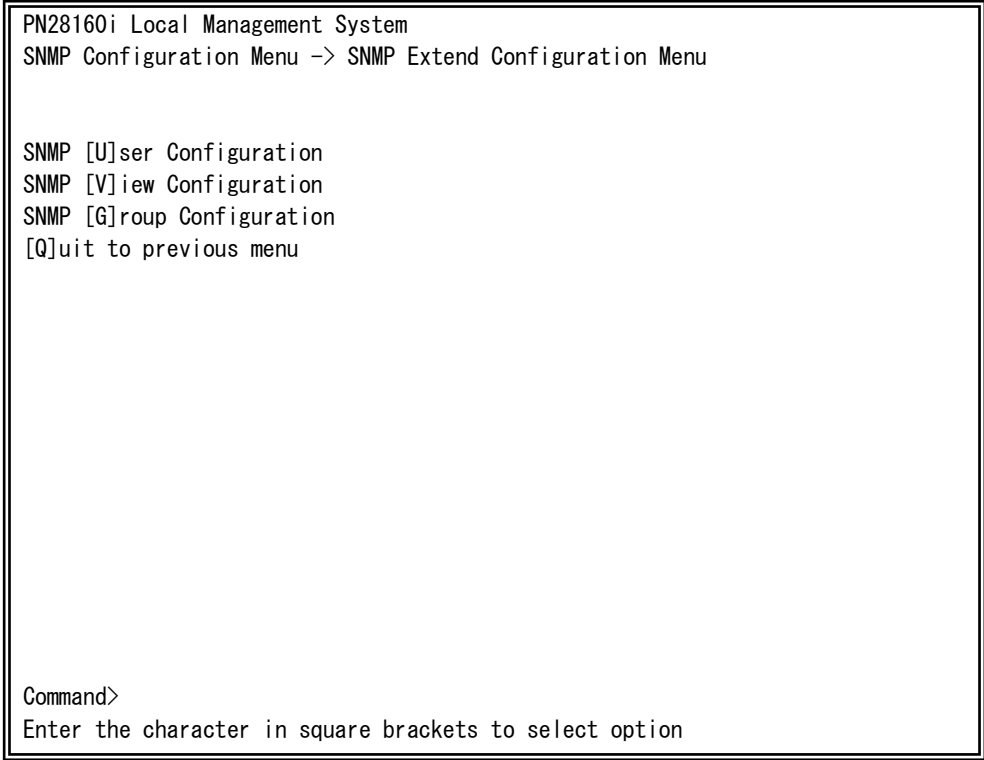 PN28160i Local Management System
SNMP Configuration Menu -> SNMP Extend Configuration Menu
SNMP [U]ser Configuration
SNMP [V]iew Configuration
SNMP [G]roup Configuration
[Q]uit to previous menu
Command>
Enter the character in square brackets to select option